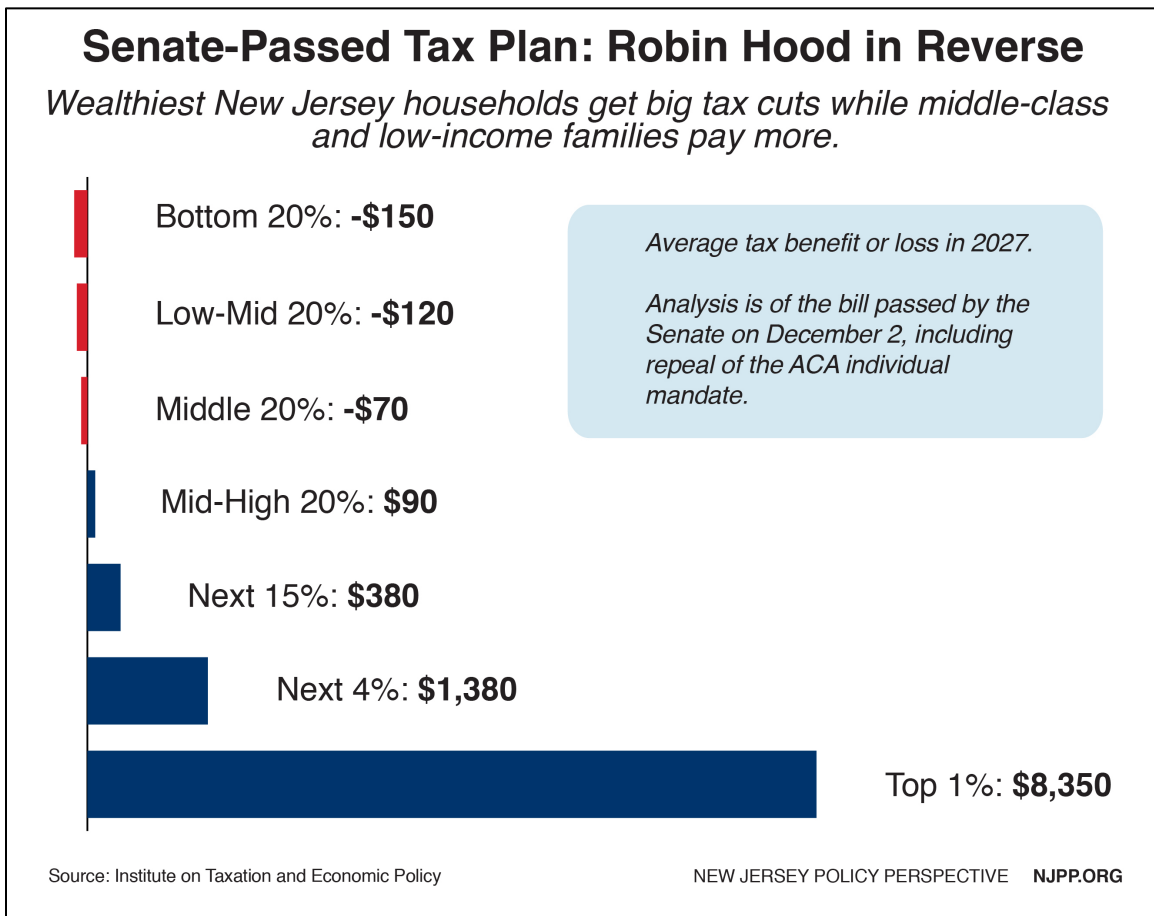 Senate-Passed Tax Plan: Robin Hood in Reverse
Wealthiest New Jersey households get big tax cuts while middle-class
and low-income families pay more.
Bottom 20%: -$150
Low-Mid 20%: -$120
Middle 20%: -$70
Mid-High 20%: $90
Next 15%: $380
Next 4%: $1,380
Top 1%: $8,350
Average tax benefit or loss in 2027.
Analysis is of the bill passed by the
Senate on December 2, including
repeal of the ACA individual
mandate.
Source: Institute on Taxation and Economic Policy
NEW JERSEY POLICY PERSPECTIVE NJPP.ORG